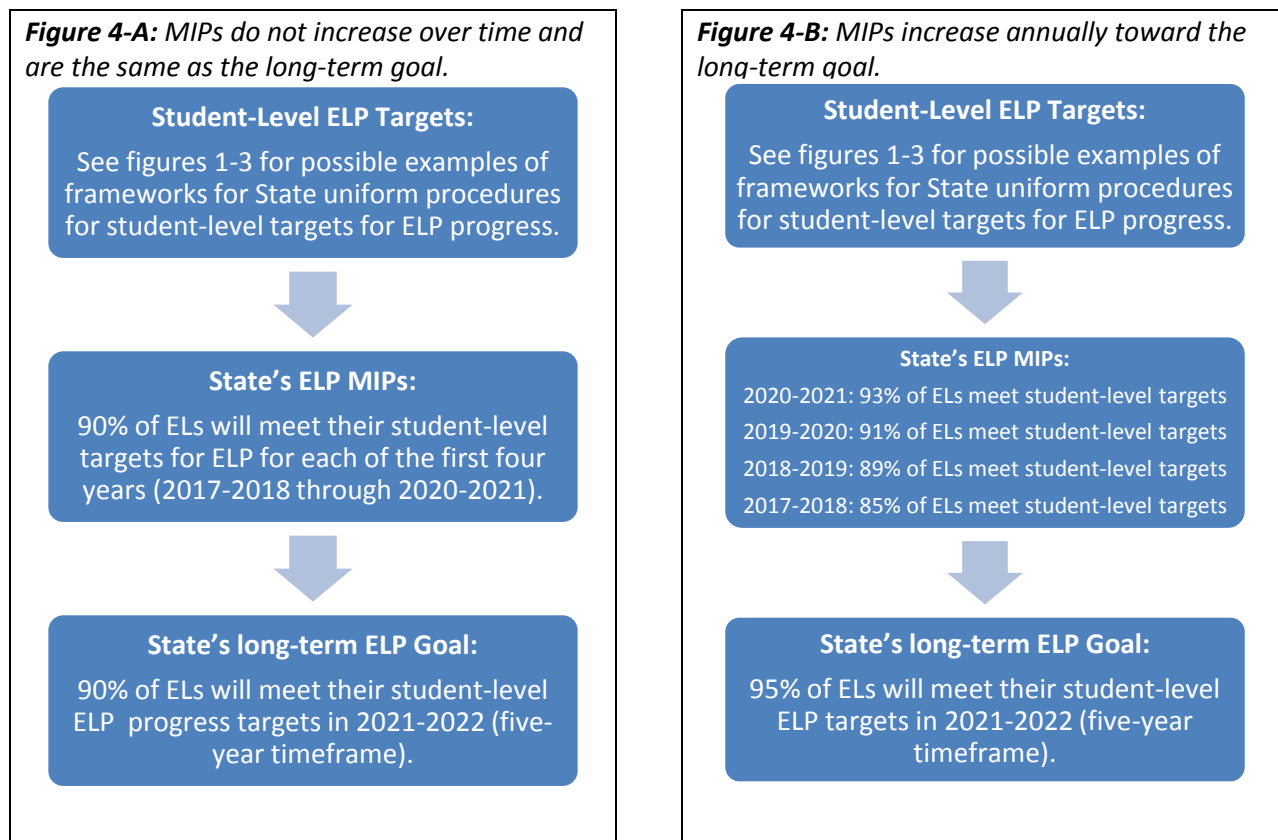 Figure 4-A: MIPs do not increase over time and
are the same as the long-term goal.
Student-Level ELP Targets:
See figures 1-3 for possible examples of
frameworks for State uniform procedures
for student-level targets for ELP progress.
State's ELP MIPs:
90% of ELs will meet their student-level
targets for ELP for each of the first four
years (2017-2018 through 2020-2021).
State's long-term ELP Goal:
90% of ELs will meet their student-level
ELP progress targets in 2021-2022 (five-
year timeframe).
Figure 4-B: MIPs increase annually toward the
long-term goal.
Student-Level ELP Targets:
See figures 1-3 for possible examples of
frameworks for State uniform procedures
for student-level targets for ELP progress.
State's ELP MIPs:
2020-2021: 93% of ELs meet student-level targets
2019-2020: 91% of ELs meet student-level targets
2018-2019: 89% of ELs meet student-level targets
2017-2018: 85% of ELs meet student-level targets
State's long-term ELP Goal:
95% of ELs will meet their student-level
ELP targets in 2021-2022 (five-year
timeframe).